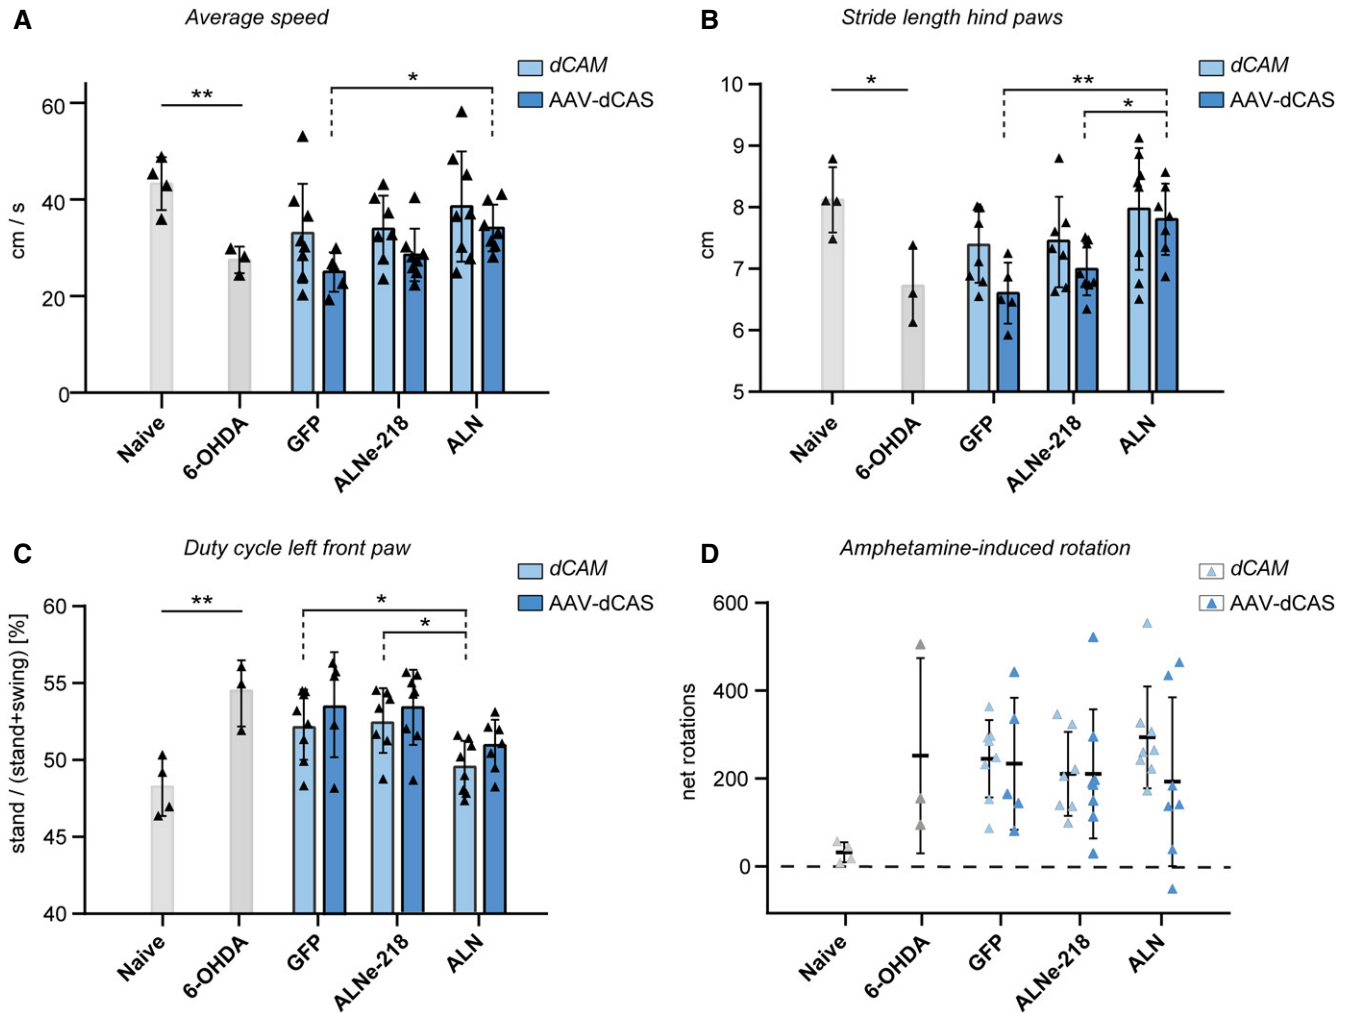 A
Average speed
dCAM
AAV-dCAS
**
*
60
40
20
0
cm / s
Naive
6-OHDA
GFP
ALNe-218
ALN
B
Stride length hind paws
dCAM
AAV-dCAS
*
**
*
10
9
8
7
6
5
cm
Naive
6-OHDA
GFP
ALNe-218
ALN
C
Duty cycle left front paw
dCAM
AAV-dCAS
**
*
*
60
55
50
45
40
stand / (stand+swing) [%]
Naive
6-OHDA
GFP
ALNe-218
ALN
D
Amphetamine-induced rotation
dCAM
AAV-dCAS
600
400
200
0
net rotations
Naive
6-OHDA
GFP
ALNe-218
ALN